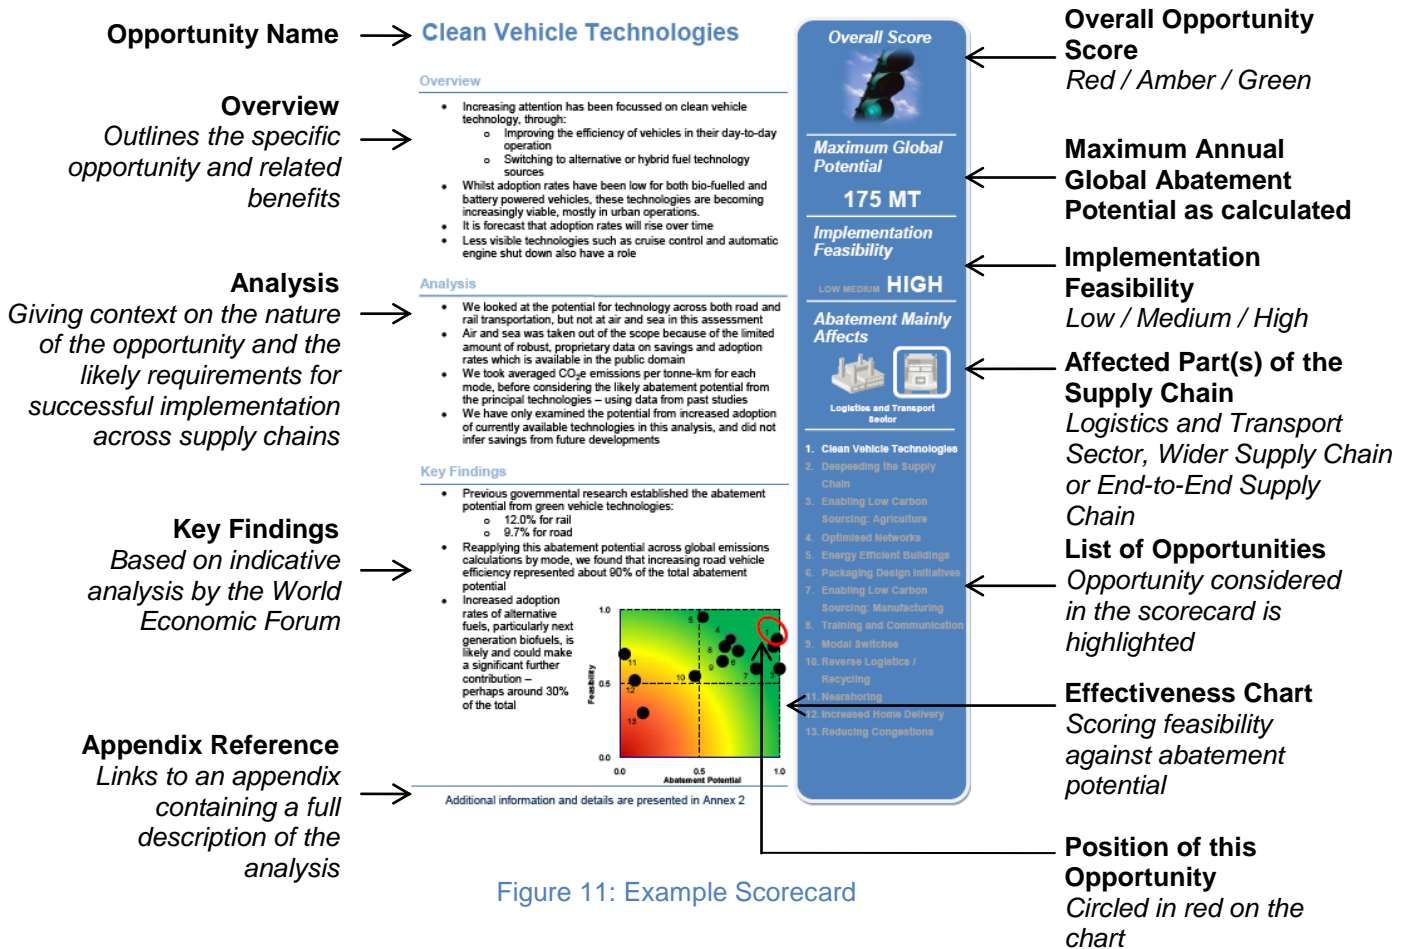 Opportunity Name
Overview
Outlines the specific
opportunity and related
benefits
Analysis
Giving context on the nature
of the opportunity and the
likely requirements for
successful implementation
across supply chains
Key Findings
Based on indicative
analysis by the World
Economic Forum
Appendix Reference
Links to an appendix
containing a full
description of the
analysis
Clean Vehicle Technologies
Overview
• Increasing attention has been focussed on clean vehicle
technology, through:
o Improving the efficiency of vehicles in their day-to-day
operation
o Switching to alternative or hybrid fuel technology
sources
• Whilst adoption rates have been low for both bio-fuelled and
battery powered vehicles, these technologies are becoming
increasingly viable, mostly in urban operations.
• It is forecast that adoption rates will rise over time
• Less visible technologies such as cruise control and automatic
engine shut down also have a role
Analysis
• We looked at the potential for technology across both road and
rail transportation, but not at air and sea in this assessment
• Air and sea was taken out of the scope because of the limited
amount of robust, proprietary data on savings and adoption
rates which is available in the public domain
• We took averaged CO₂e emissions per tonne-km for each
mode, before considering the likely abatement potential from
the principal technologies – using data from past studies
• We have only examined the potential from increased adoption
of currently available technologies in this analysis, and did not
infer savings from future developments
Key Findings
• Previous governmental research established the abatement
potential from green vehicle technologies:
o 12.0% for rail
o 9.7% for road
• Reapplying this abatement potential across global emissions
calculations by mode, we found that increasing road vehicle
efficiency represented about 90% of the total abatement
potential
• Increased adoption
rates of alternative
fuels, particularly next
generation biofuels, is
likely and could make
a significant further
contribution –
perhaps around 30%
of the total
1.0
0.5
0.0
Feasibility
5
4
1
8
6
9
7
3
10
11
12
13
0.0
0.5
1.0
Abatement Potential
Additional information and details are presented in Annex 2
Overall Score
Maximum Global
Potential
175 MT
Implementation
Feasibility
LOW MEDIUM HIGH
Abatement Mainly
Affects
Logistics and Transport
Sector
1. Clean Vehicle Technologies
2. Despeeding the Supply
Chain
3. Enabling Low Carbon
Sourcing: Agriculture
4. Optimised Networks
5. Energy Efficient Buildings
6. Packaging Design Initiatives
7. Enabling Low Carbon
Sourcing: Manufacturing
8. Training and Communication
9. Modal Switches
10. Reverse Logistics /
Recycling
11. Nearshoring
12. Increased Home Delivery
13. Reducing Congestions
Overall Opportunity
Score
Red / Amber / Green
Maximum Annual
Global Abatement
Potential as calculated
Implementation
Feasibility
Low / Medium / High
Affected Part(s) of the
Supply Chain
Logistics and Transport
Sector, Wider Supply Chain
or End-to-End Supply
Chain
List of Opportunities
Opportunity considered
in the scorecard is
highlighted
Effectiveness Chart
Scoring feasibility
against abatement
potential
Position of this
Opportunity
Circled in red on the
chart
Figure 11: Example Scorecard